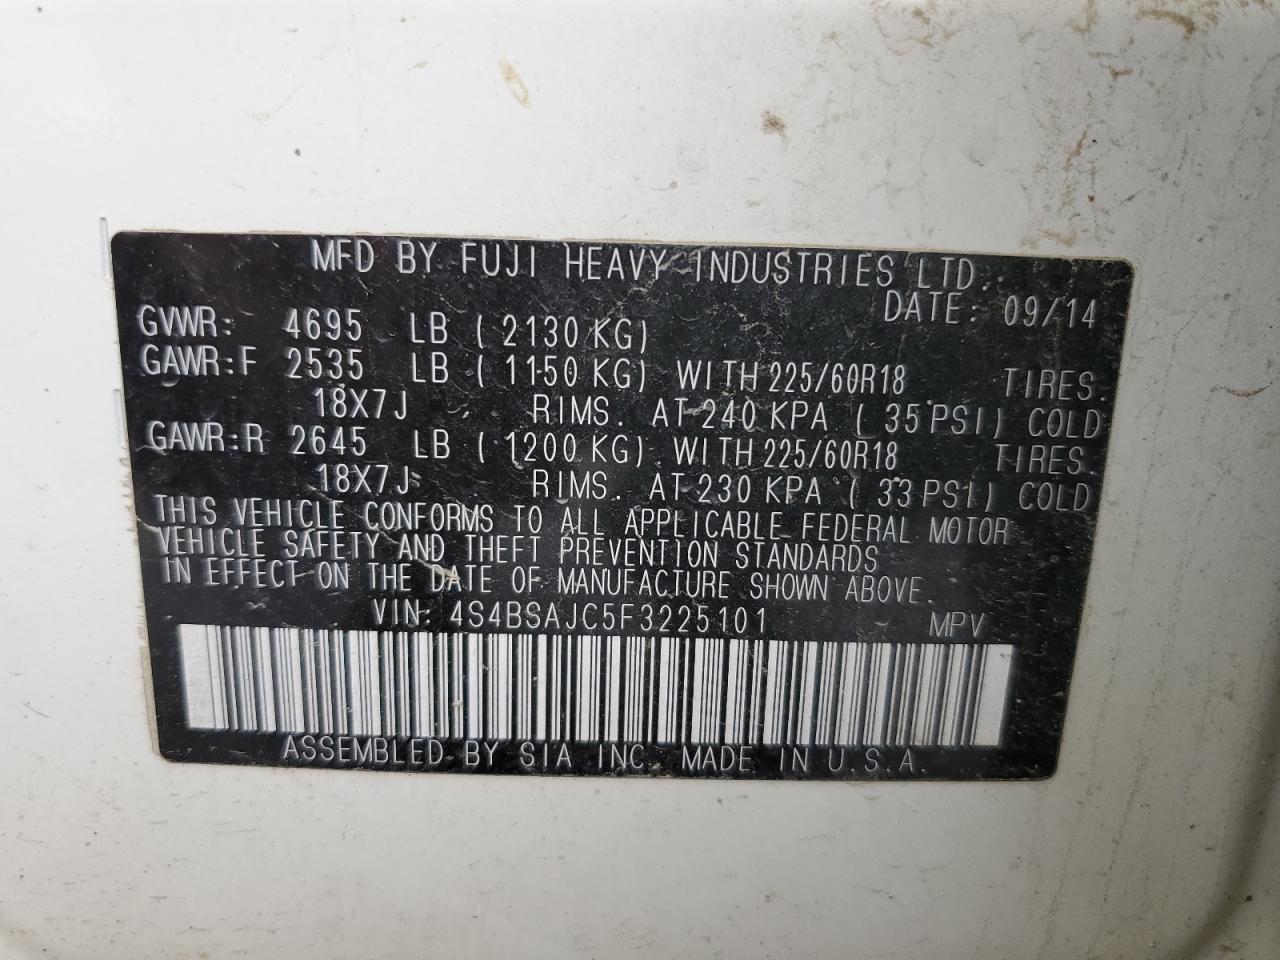 MFD BY FUJI HEAVY INDUSTRIES LTD.
DATE: 09/14
GVWR: 4695 LB ( 2130 KG)
GAWR:F 2535 LB ( 1150 KG) WITH 225/60R18 TIRES.
18X7J RIMS. AT 240 KPA ( 35 PSI) COLD
GAWR:R 2645 LB ( 1200 KG) WITH 225/60R18 TIRES.
18X7J RIMS. AT 230 KPA ( 33 PSI) COLD
THIS VEHICLE CONFORMS TO ALL APPLICABLE FEDERAL MOTOR
VEHICLE SAFETY AND THEFT PREVENTION STANDARDS
IN EFFECT ON THE DATE OF MANUFACTURE SHOWN ABOVE.
VIN: 4S4BSAJC5F3225101 MPV
ASSEMBLED BY SIA INC. MADE IN U.S.A.